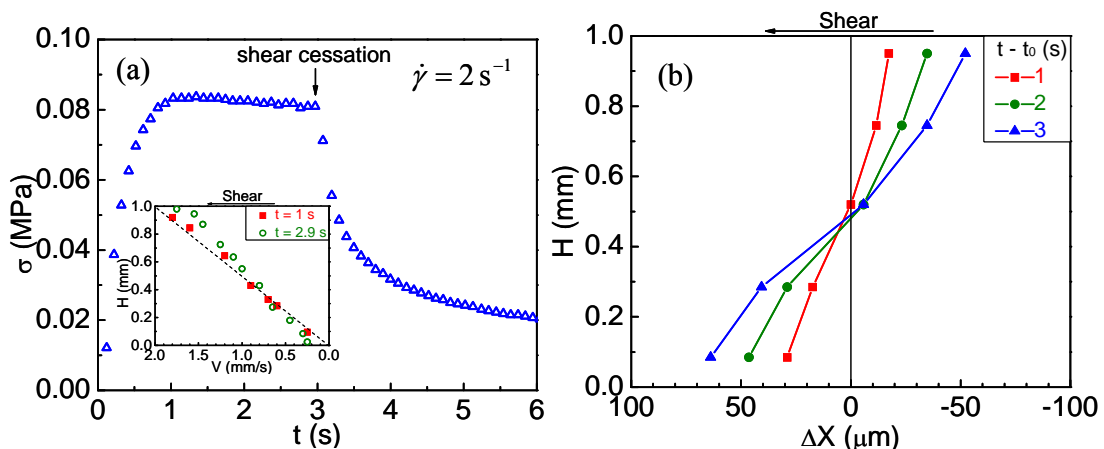 (a)
shear cessation
γ̇ = 2 s⁻¹
0.10
0.08
0.06
0.04
0.02
0.00
σ (MPa)
0 1 2 3 4 5 6
t (s)
Shear
t = 1 s
t = 2.9 s
1.0
0.8
0.6
0.4
0.2
0.0
H (mm)
2.0 1.5 1.0 0.5 0.0
V (mm/s)
Shear
(b)
t - t₀ (s)
1
2
3
1.0
0.8
0.6
0.4
0.2
0.0
H (mm)
100 50 0 -50 -100
ΔX (μm)